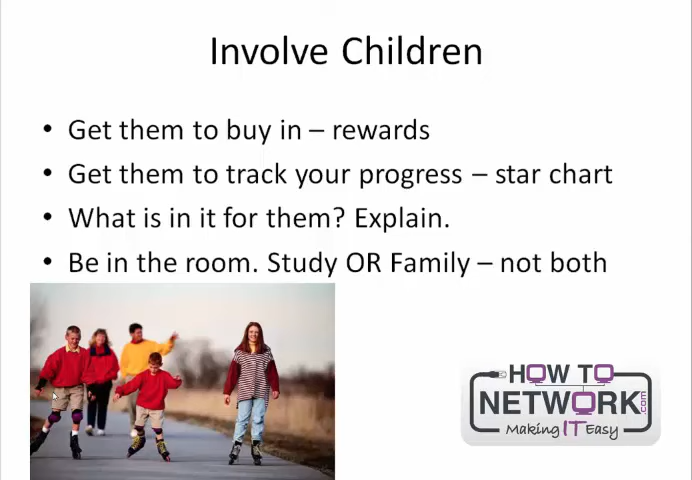 Involve Children
• Get them to buy in – rewards
• Get them to track your progress – star chart
• What is in it for them? Explain.
• Be in the room. Study OR Family – not both
HOW TO
NETWORK.com
Making IT Easy